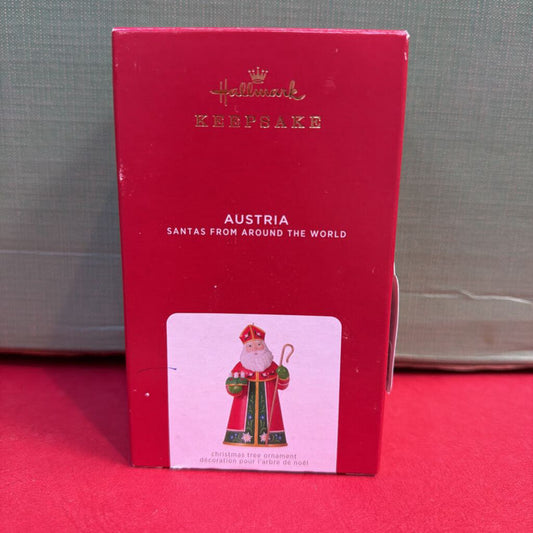 Hallmark
KEEPSAKE
AUSTRIA
SANTAS FROM AROUND THE WORLD
christmas tree ornament
décoration pour l'arbre de noël